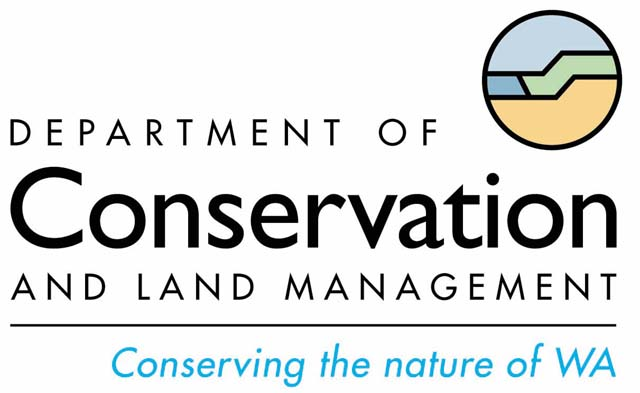 DEPARTMENT OF
Conservation
AND LAND MANAGEMENT
Conserving the nature of WA